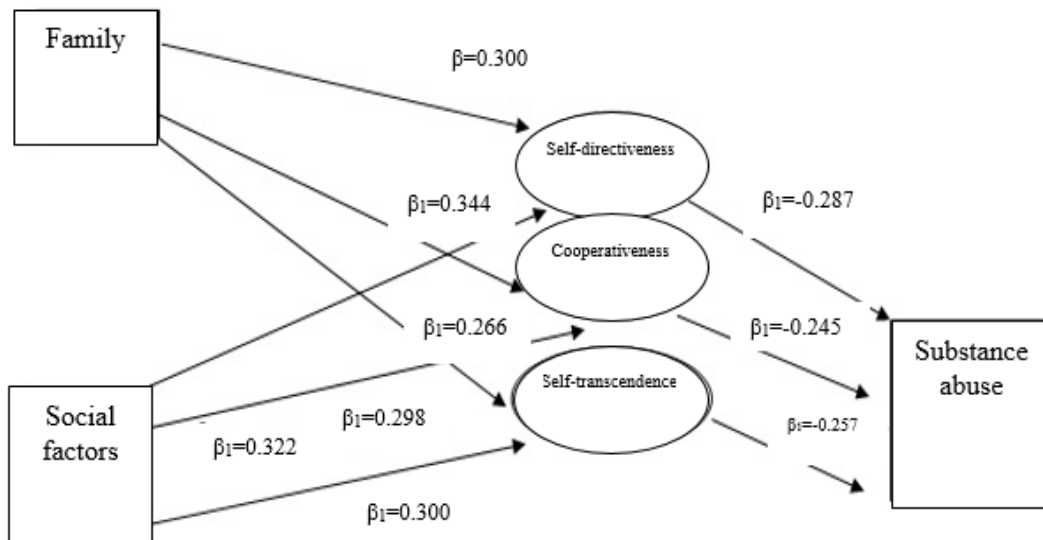 Family
β=0.300
Self-directiveness
β1=0.344
β1=-0.287
Cooperativeness
β1=0.266
β1=-0.245
Substance
abuse
Self-transcendence
Social
factors
β1=0.298
β1=-0.257
β1=0.322
β1=0.300